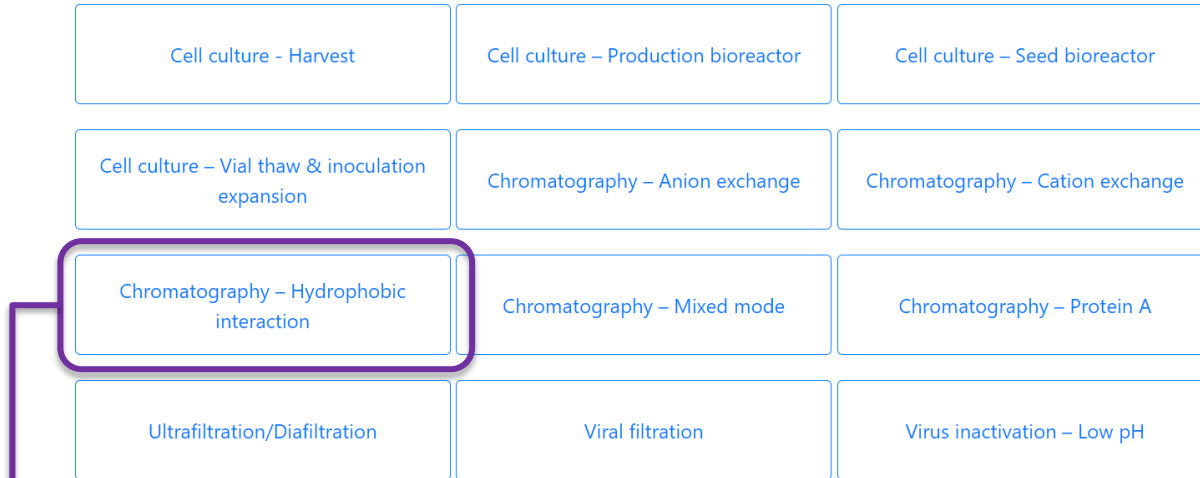 Cell culture - Harvest
Cell culture – Production bioreactor
Cell culture – Seed bioreactor
Cell culture – Vial thaw & inoculation
expansion
Chromatography – Anion exchange
Chromatography – Cation exchange
Chromatography – Hydrophobic
interaction
Chromatography – Mixed mode
Chromatography – Protein A
Ultrafiltration/Diafiltration
Viral filtration
Virus inactivation – Low pH